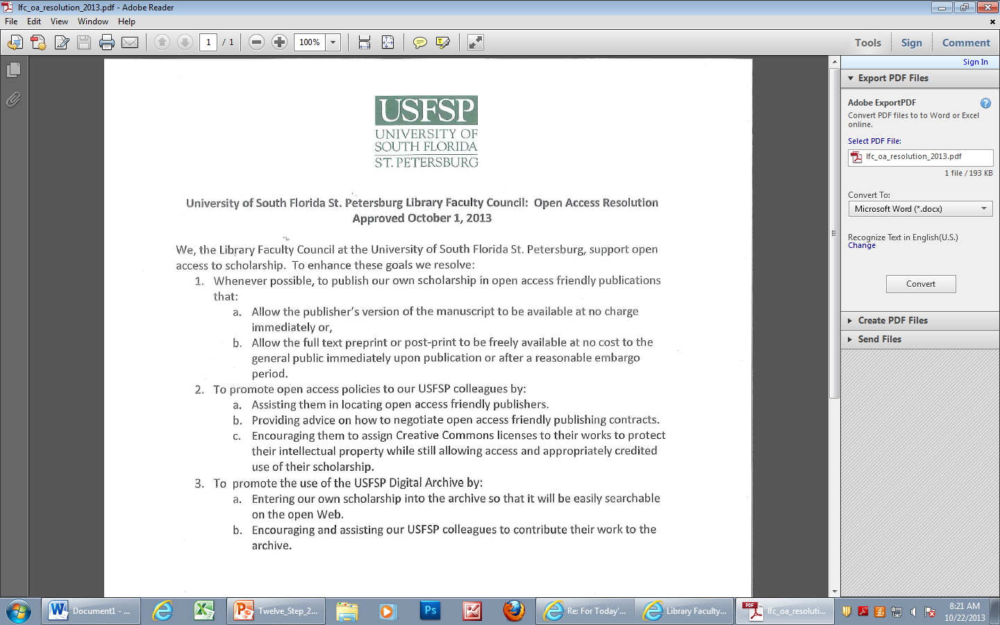 lfc_oa_resolution_2013.pdf - Adobe Reader
File Edit View Window Help
1 / 1 100% Tools Sign Comment
Sign In
Export PDF Files
Adobe ExportPDF
Convert PDF files to to Word or Excel
online.
Select PDF File:
lfc_oa_resolution_2013.pdf
1 file / 193 KB
Convert To:
Microsoft Word (*.docx)
Recognize Text in English(U.S.)
Change
Convert
Create PDF Files
Send Files
USFSP
UNIVERSITY OF
SOUTH FLORIDA
ST. PETERSBURG
University of South Florida St. Petersburg Library Faculty Council: Open Access Resolution
Approved October 1, 2013
We, the Library Faculty Council at the University of South Florida St. Petersburg, support open
access to scholarship. To enhance these goals we resolve:
1. Whenever possible, to publish our own scholarship in open access friendly publications
that:
a. Allow the publisher's version of the manuscript to be available at no charge
immediately or,
b. Allow the full text preprint or post-print to be freely available at no cost to the
general public immediately upon publication or after a reasonable embargo
period.
2. To promote open access policies to our USFSP colleagues by:
a. Assisting them in locating open access friendly publishers.
b. Providing advice on how to negotiate open access friendly publishing contracts.
c. Encouraging them to assign Creative Commons licenses to their works to protect
their intellectual property while still allowing access and appropriately credited
use of their scholarship.
3. To promote the use of the USFSP Digital Archive by:
a. Entering our own scholarship into the archive so that it will be easily searchable
on the open Web.
b. Encouraging and assisting our USFSP colleagues to contribute their work to the
archive.
Document1 - ... Twelve_Step_2... Ps Re: For Today'... Library Faculty... lfc_oa_resoluti...
8:21 AM
10/22/2013